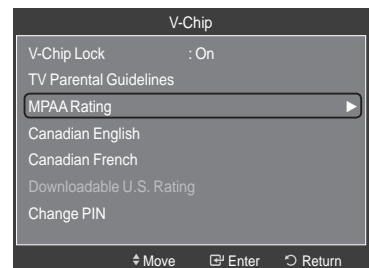 V-Chip
V-Chip Lock : On
TV Parental Guidelines
MPAA Rating
Canadian English
Canadian French
Downloadable U.S. Rating
Change PIN
Move Enter Return